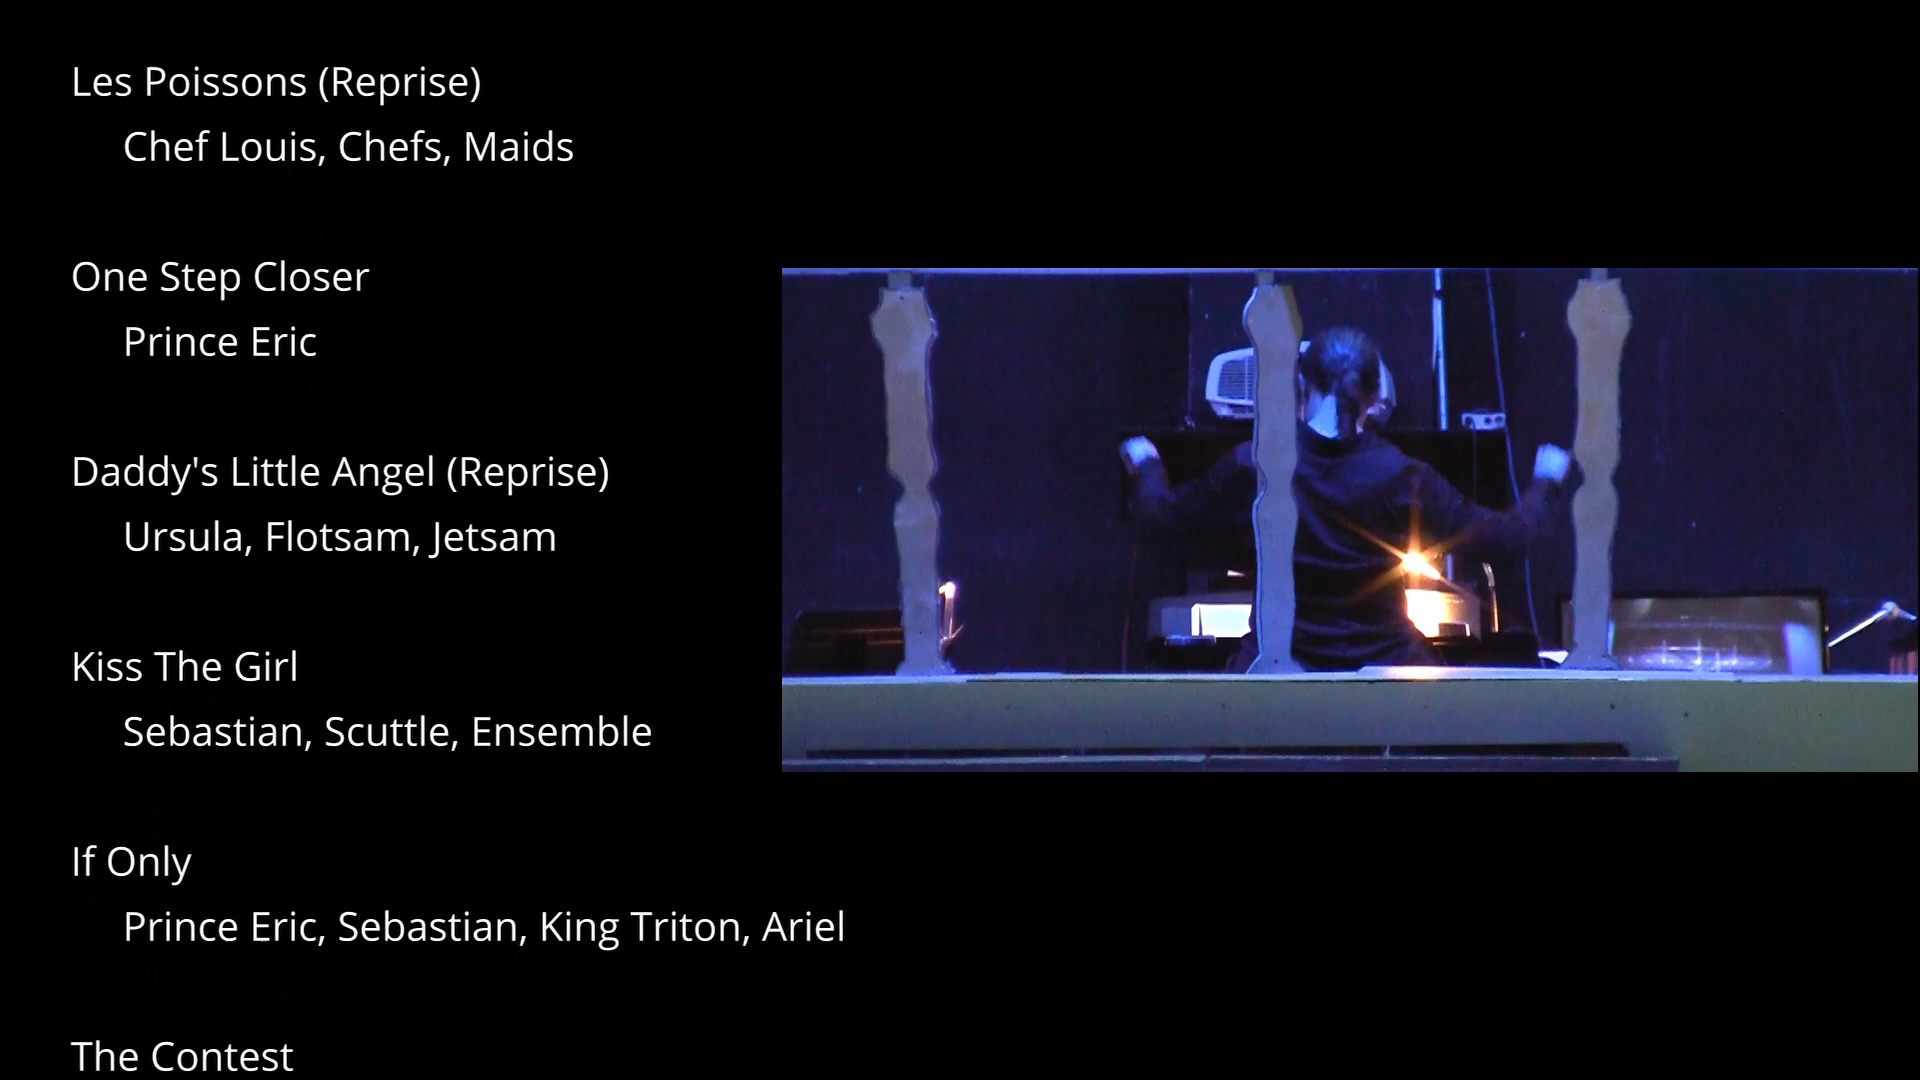 Les Poissons (Reprise)
Chef Louis, Chefs, Maids
One Step Closer
Prince Eric
Daddy's Little Angel (Reprise)
Ursula, Flotsam, Jetsam
Kiss The Girl
Sebastian, Scuttle, Ensemble
If Only
Prince Eric, Sebastian, King Triton, Ariel
The Contest